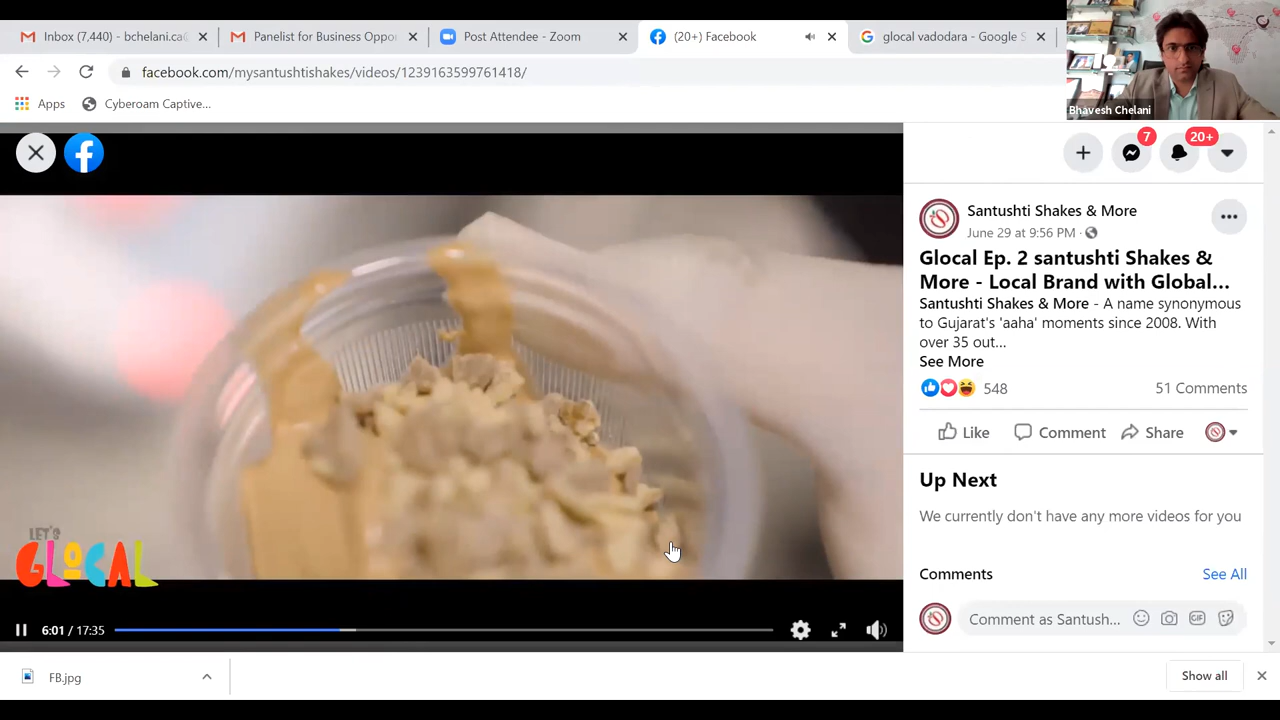 Inbox (7,440) - bchelani.ca@
Panelist for Business Oppo
Post Attendee - Zoom
(20+) Facebook
glocal vadodara - Google S
facebook.com/mysantushtishakes/videos/1239163599761418/
Apps
Cyberoam Captive...
Bhavesh Chelani
7
20+
Santushti Shakes & More
June 29 at 9:56 PM ·
Glocal Ep. 2 santushti Shakes &
More - Local Brand with Global...
Santushti Shakes & More - A name synonymous
to Gujarat's 'aaha' moments since 2008. With
over 35 out...
See More
548
51 Comments
Like
Comment
Share
Up Next
We currently don't have any more videos for you
Comments
See All
Comment as Santush...
GIF
LET'S
GLOCAL
6:01 / 17:35
FB.jpg
Show all